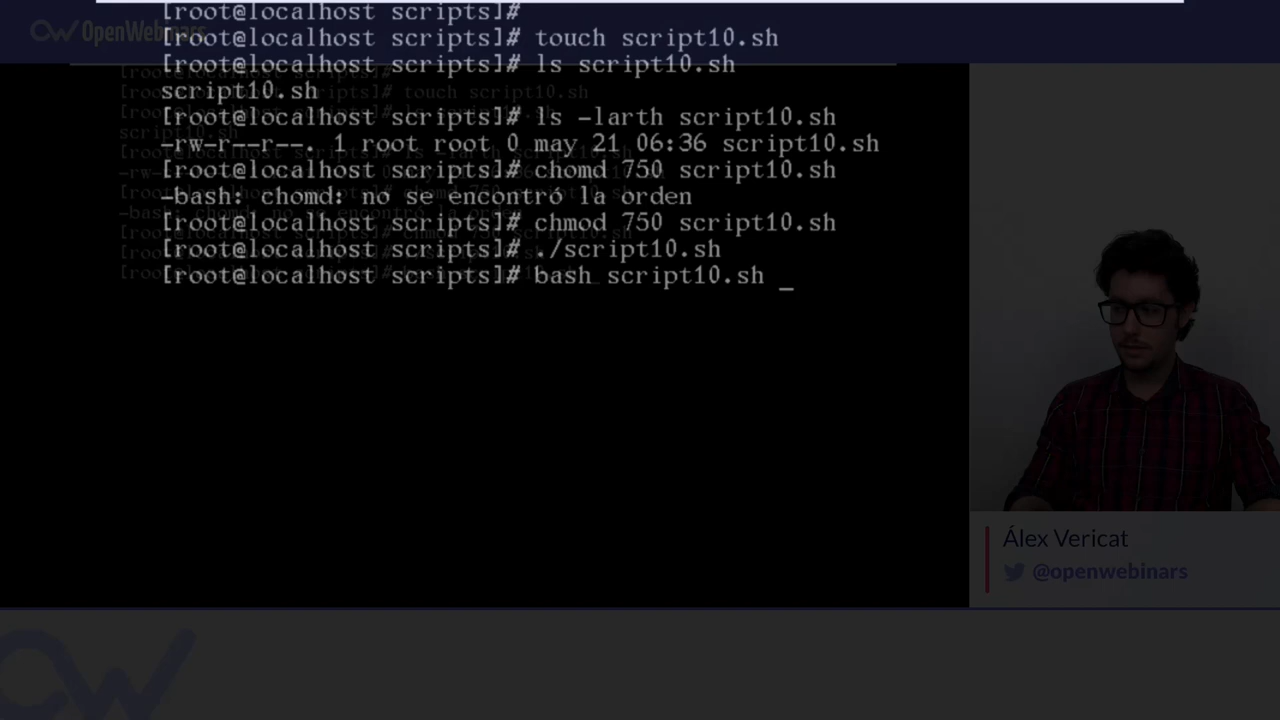 [root@localhost scripts]#
OpenWebinars
[root@localhost scripts]# touch script10.sh
[root@localhost scripts]# ls script10.sh
script10.sh
[root@localhost scripts]# ls -larth script10.sh
-rw-r--r--. 1 root root 0 may 21 06:36 script10.sh
[root@localhost scripts]# chomd 750 script10.sh
-bash: chomd: no se encontró la orden
[root@localhost scripts]# chmod 750 script10.sh
[root@localhost scripts]# ./script10.sh
[root@localhost scripts]# bash script10.sh _
Álex Vericat
@openwebinars